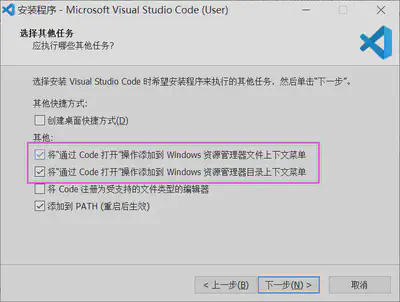 安装程序 - Microsoft Visual Studio Code (User)
选择其他任务
应执行哪些其他任务?
选择安装 Visual Studio Code 时希望安装程序来执行的其他任务，然后单击“下一步”。
其他快捷方式:
创建桌面快捷方式(D)
其他:
将“通过 Code 打开”操作添加到 Windows 资源管理器文件上下文菜单
将“通过 Code 打开”操作添加到 Windows 资源管理器目录上下文菜单
将 Code 注册为受支持的文件类型的编辑器
添加到 PATH (重启后生效)
< 上一步(B) 下一步(N) > 取消